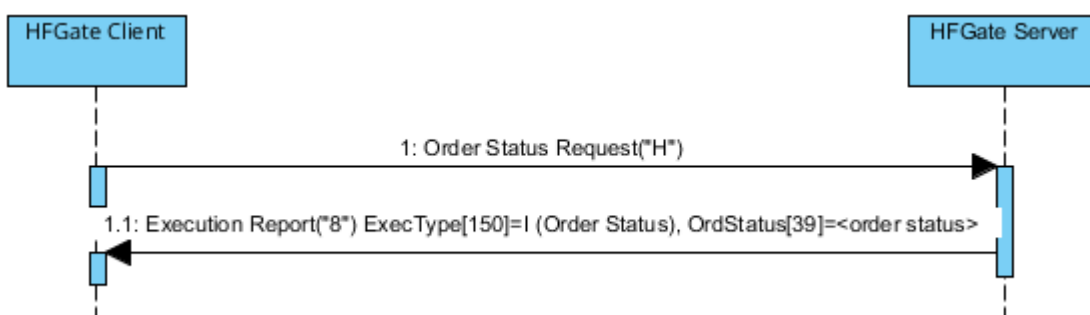 HFGate Client
HFGate Server
1: Order Status Request("H")
1.1: Execution Report("8") ExecType[150]=I (Order Status), OrdStatus[39]=<order status>